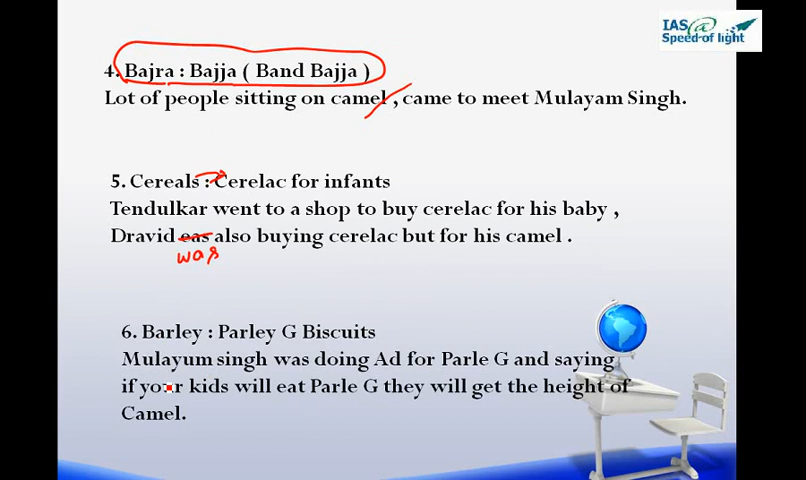 IAS@
Speed of light
4. Bajra : Bajja ( Band Bajja )
Lot of people sitting on camel , came to meet Mulayam Singh.
5. Cereals : Cerelac for infants
Tendulkar went to a shop to buy cerelac for his baby ,
Dravid eas also buying cerelac but for his camel .
was
6. Barley : Parley G Biscuits
Mulayum singh was doing Ad for Parle G and saying
if your kids will eat Parle G they will get the height of
Camel.